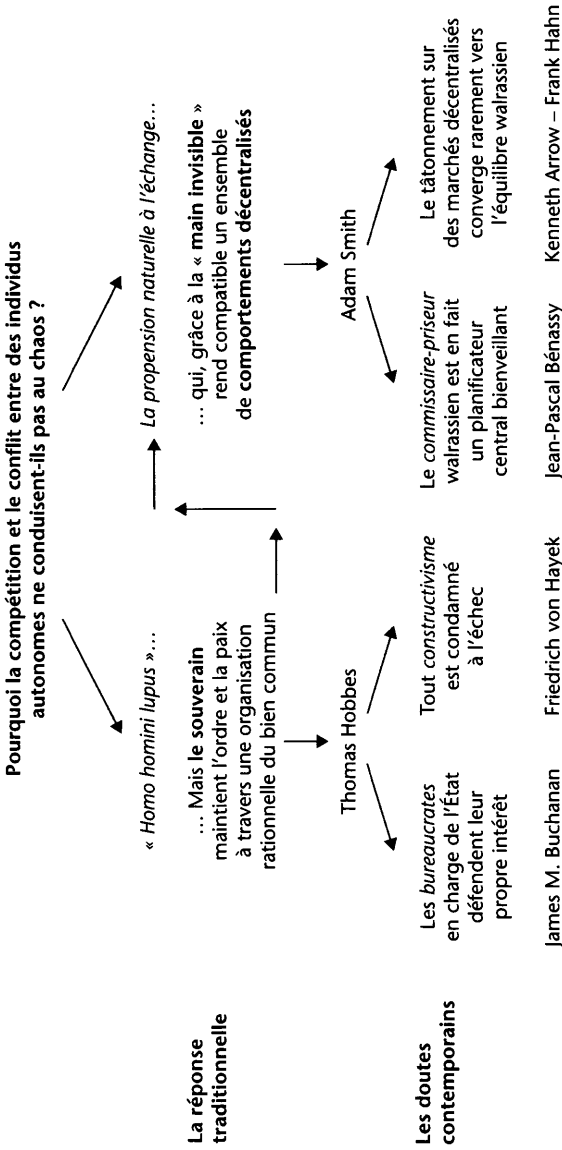 Pourquoi la compétition et le conflit entre des individus
autonomes ne conduisent-ils pas au chaos ?
La réponse
traditionnelle
« Homo homini lupus »…
… Mais le souverain
maintient l'ordre et la paix
à travers une organisation
rationnelle du bien commun
Thomas Hobbes
La propension naturelle à l'échange…
… qui, grâce à la « main invisible »
rend compatible un ensemble
de comportements décentralisés
Adam Smith
Les doutes
contemporains
Les bureaucrates
en charge de l'État
défendent leur
propre intérêt
James M. Buchanan
Tout constructivisme
est condamné
à l'échec
Friedrich von Hayek
Le commissaire-priseur
walrassien est en fait
un planificateur
central bienveillant
Jean-Pascal Bénassy
Le tâtonnement sur
des marchés décentralisés
converge rarement vers
l'équilibre walrassien
Kenneth Arrow – Frank Hahn